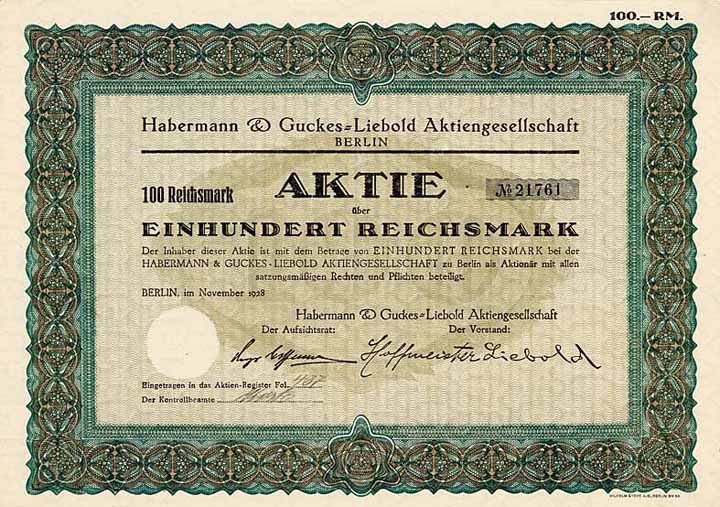 100.—RM.
Habermann & Guckes=Liebold Aktiengesellschaft
BERLIN
100 Reichsmark AKTIE № 21761
über
EINHUNDERT REICHSMARK
Der Inhaber dieser Aktie ist mit dem Betrage von EINHUNDERT REICHSMARK bei der
HABERMANN & GUCKES-LIEBOLD AKTIENGESELLSCHAFT zu Berlin als Aktionär mit allen
satzungsmäßigen Rechten und Pflichten beteiligt.
BERLIN, im November 1928
Habermann & Guckes=Liebold Aktiengesellschaft
Der Aufsichtsrat: Der Vorstand:
Hoffmeister Liebold
Eingetragen in das Aktien-Register Fol.
Der Kontrollbeamte